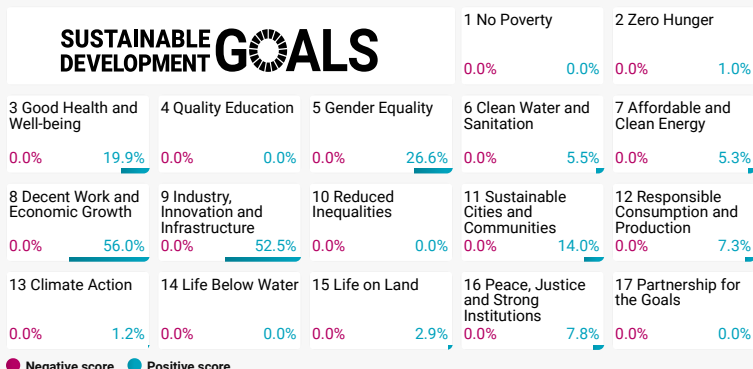 SUSTAINABLE
DEVELOPMENT
GOALS
1 No Poverty
0.0% 0.0%
2 Zero Hunger
0.0% 1.0%
3 Good Health and
Well-being
0.0% 19.9%
4 Quality Education
0.0% 0.0%
5 Gender Equality
0.0% 26.6%
6 Clean Water and
Sanitation
0.0% 5.5%
7 Affordable and
Clean Energy
0.0% 5.3%
8 Decent Work and
Economic Growth
0.0% 56.0%
9 Industry,
Innovation and
Infrastructure
0.0% 52.5%
10 Reduced
Inequalities
0.0% 0.0%
11 Sustainable
Cities and
Communities
0.0% 14.0%
12 Responsible
Consumption and
Production
0.0% 7.3%
13 Climate Action
0.0% 1.2%
14 Life Below Water
0.0% 0.0%
15 Life on Land
0.0% 2.9%
16 Peace, Justice
and Strong
Institutions
0.0% 7.8%
17 Partnership for
the Goals
0.0% 0.0%
Negative score Positive score